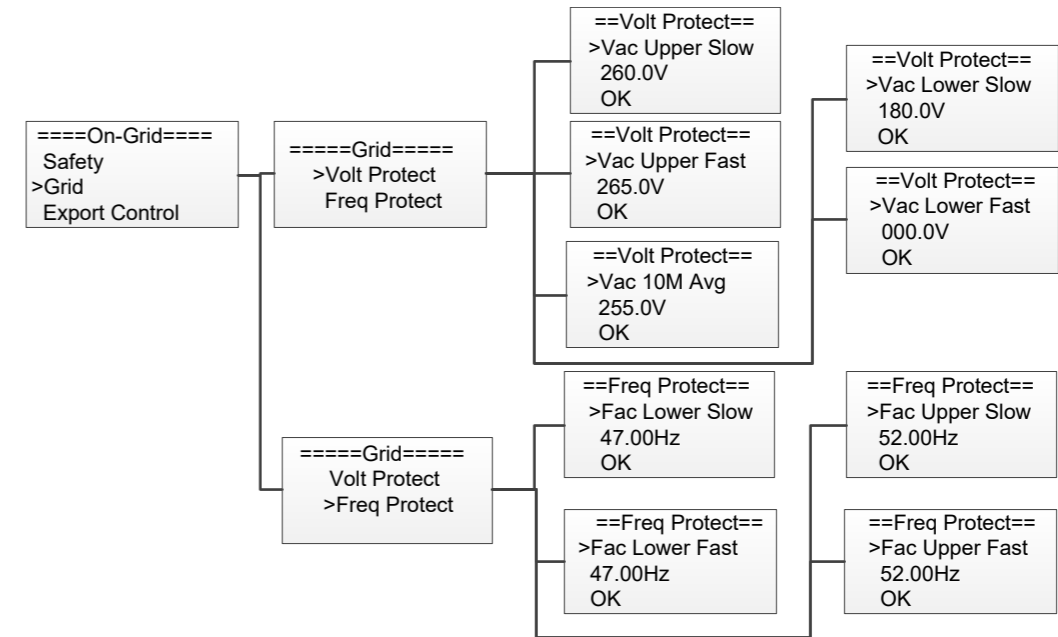 ====On-Grid====
Safety
>Grid
Export Control
=====Grid=====
>Volt Protect
Freq Protect
==Volt Protect==
>Vac Upper Slow
260.0V
OK
==Volt Protect==
>Vac Upper Fast
265.0V
OK
==Volt Protect==
>Vac 10M Avg
255.0V
OK
==Volt Protect==
>Vac Lower Slow
180.0V
OK
==Volt Protect==
>Vac Lower Fast
000.0V
OK
=====Grid=====
Volt Protect
>Freq Protect
==Freq Protect==
>Fac Lower Slow
47.00Hz
OK
==Freq Protect==
>Fac Lower Fast
47.00Hz
OK
==Freq Protect==
>Fac Upper Slow
52.00Hz
OK
==Freq Protect==
>Fac Upper Fast
52.00Hz
OK